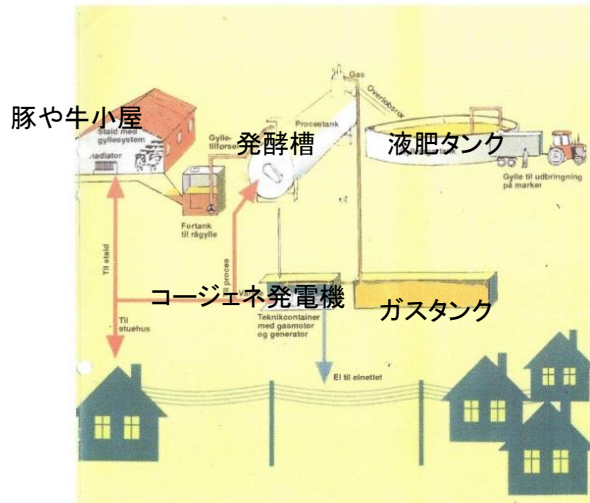 豚や牛小屋
Stald med
gyllesystem
radiator
Gylle-
tilførsel
発酵槽
Procestank
Gas
Overløbsrør
液肥タンク
Gylle til udbringning
på marker
Fortank
til rågylle
Til stald
Til proces
コージェネ発電機
ガスタンク
Teknikcontainer
med gasmotor
og generator
Til
stuehus
El til elnettet